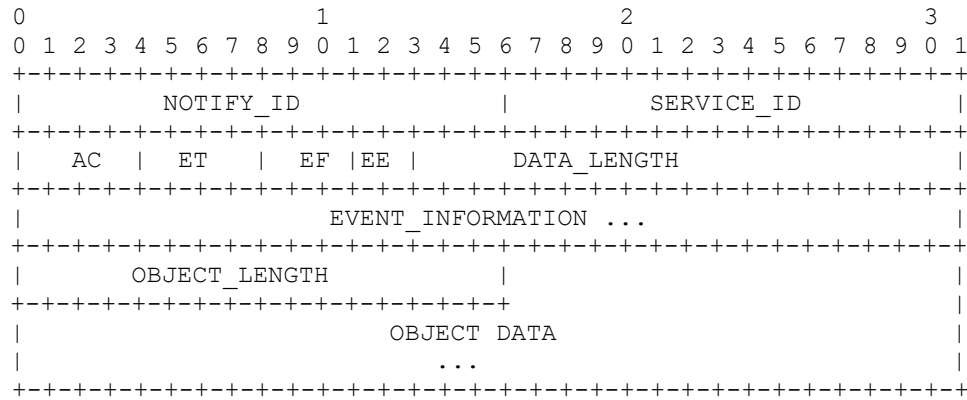 0                   1                   2                   3
0 1 2 3 4 5 6 7 8 9 0 1 2 3 4 5 6 7 8 9 0 1 2 3 4 5 6 7 8 9 0 1
+-+-+-+-+-+-+-+-+-+-+-+-+-+-+-+-+-+-+-+-+-+-+-+-+-+-+-+-+-+-+-+
|         NOTIFY_ID             |         SERVICE_ID          |
+-+-+-+-+-+-+-+-+-+-+-+-+-+-+-+-+-+-+-+-+-+-+-+-+-+-+-+-+-+-+-+
|   AC  |  ET   |  EF |EE |      DATA_LENGTH                  |
+-+-+-+-+-+-+-+-+-+-+-+-+-+-+-+-+-+-+-+-+-+-+-+-+-+-+-+-+-+-+-+
|                    EVENT_INFORMATION ...                    |
+-+-+-+-+-+-+-+-+-+-+-+-+-+-+-+-+-+-+-+-+-+-+-+-+-+-+-+-+-+-+-+
|       OBJECT_LENGTH           |                             |
+-+-+-+-+-+-+-+-+-+-+-+-+-+-+-+-+                             |
|                        OBJECT DATA                          |
|                           ...                               |
+-+-+-+-+-+-+-+-+-+-+-+-+-+-+-+-+-+-+-+-+-+-+-+-+-+-+-+-+-+-+-+